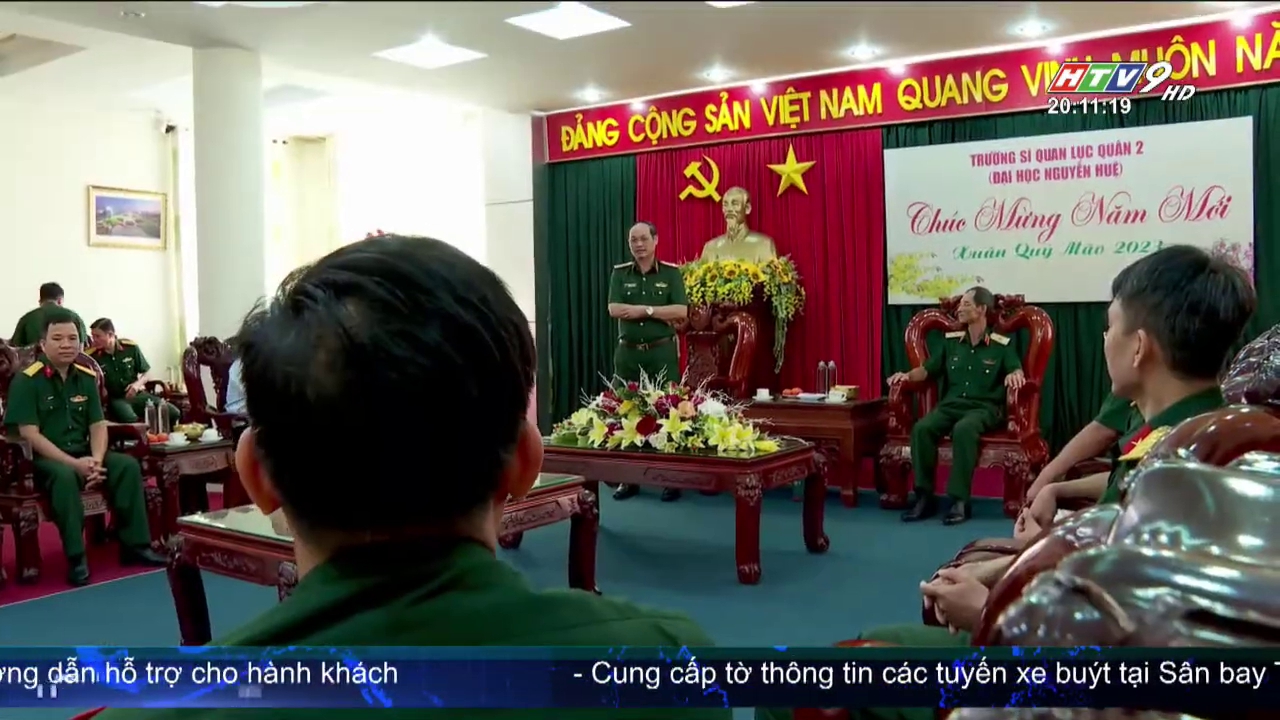 ĐẢNG CỘNG SẢN VIỆT NAM QUANG VINH MUÔN
HTV9 HD
20:11:19
TRƯỜNG SĨ QUAN LỤC QUÂN 2
(ĐẠI HỌC NGUYỄN HUỆ)
Chúc Mừng Năm Mới
Xuân Quý Mão 2023
dẫn hỗ trợ cho hành khách
- Cung cấp tờ thông tin các tuyến xe buýt tại Sân bay